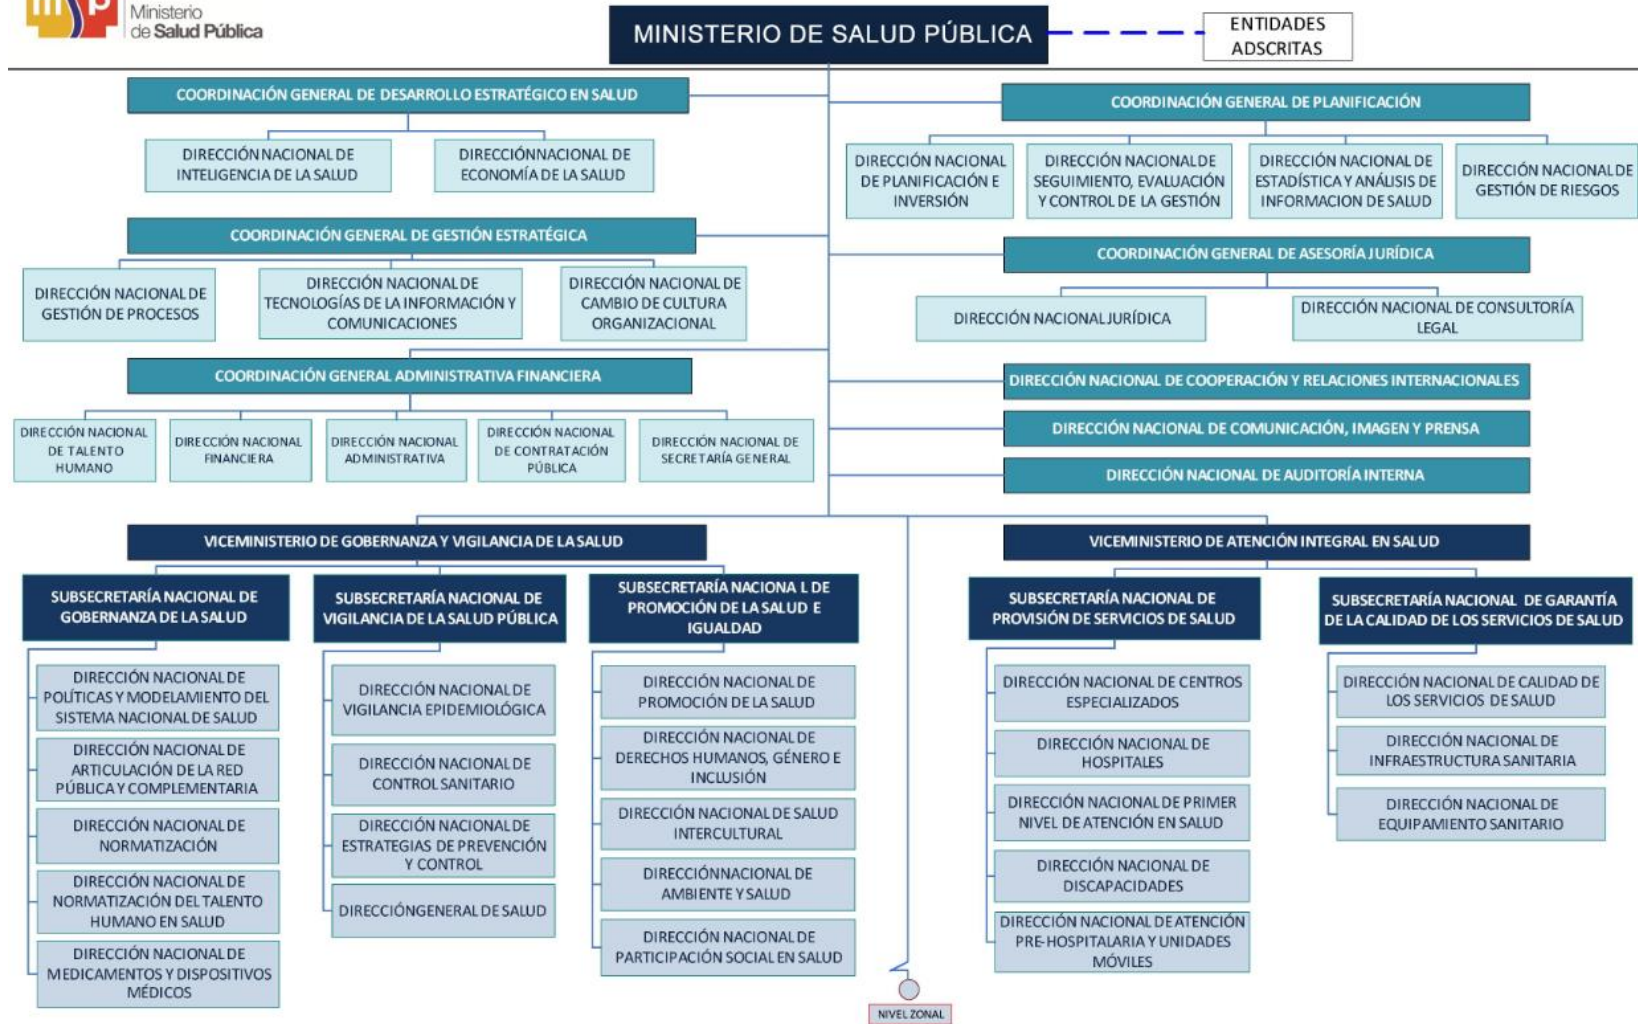 msp
Ministerio
de Salud Pública
MINISTERIO DE SALUD PÚBLICA
ENTIDADES
ADSCRITAS
COORDINACIÓN GENERAL DE DESARROLLO ESTRATÉGICO EN SALUD
DIRECCIÓN NACIONAL DE
INTELIGENCIA DE LA SALUD
DIRECCIÓN NACIONAL DE
ECONOMÍA DE LA SALUD
COORDINACIÓN GENERAL DE PLANIFICACIÓN
DIRECCIÓN NACIONAL
DE PLANIFICACIÓN E
INVERSIÓN
DIRECCIÓN NACIONAL DE
SEGUIMIENTO, EVALUACIÓN
Y CONTROL DE LA GESTIÓN
DIRECCIÓN NACIONAL DE
ESTADÍSTICA Y ANÁLISIS DE
INFORMACION DE SALUD
DIRECCIÓN NACIONAL DE
GESTIÓN DE RIESGOS
COORDINACIÓN GENERAL DE GESTIÓN ESTRATÉGICA
DIRECCIÓN NACIONAL DE
GESTIÓN DE PROCESOS
DIRECCIÓN NACIONAL DE
TECNOLOGÍAS DE LA INFORMACIÓN Y
COMUNICACIONES
DIRECCIÓN NACIONAL DE
CAMBIO DE CULTURA
ORGANIZACIONAL
COORDINACIÓN GENERAL DE ASESORÍA JURÍDICA
DIRECCIÓN NACIONAL JURÍDICA
DIRECCIÓN NACIONAL DE CONSULTORÍA
LEGAL
COORDINACIÓN GENERAL ADMINISTRATIVA FINANCIERA
DIRECCIÓN NACIONAL
DE TALENTO
HUMANO
DIRECCIÓN NACIONAL
FINANCIERA
DIRECCIÓN NACIONAL
ADMINISTRATIVA
DIRECCIÓN NACIONAL
DE CONTRATACIÓN
PÚBLICA
DIRECCIÓN NACIONAL DE
SECRETARÍA GENERAL
DIRECCIÓN NACIONAL DE COOPERACIÓN Y RELACIONES INTERNACIONALES
DIRECCIÓN NACIONAL DE COMUNICACIÓN, IMAGEN Y PRENSA
DIRECCIÓN NACIONAL DE AUDITORÍA INTERNA
VICEMINISTERIO DE GOBERNANZA Y VIGILANCIA DE LA SALUD
SUBSECRETARÍA NACIONAL DE
GOBERNANZA DE LA SALUD
DIRECCIÓN NACIONAL DE
POLÍTICAS Y MODELAMIENTO DEL
SISTEMA NACIONAL DE SALUD
DIRECCIÓN NACIONAL DE
ARTICULACIÓN DE LA RED
PÚBLICA Y COMPLEMENTARIA
DIRECCIÓN NACIONAL DE
NORMATIZACIÓN
DIRECCIÓN NACIONAL DE
NORMATIZACIÓN DEL TALENTO
HUMANO EN SALUD
DIRECCIÓN NACIONAL DE
MEDICAMENTOS Y DISPOSITIVOS
MÉDICOS
SUBSECRETARÍA NACIONAL DE
VIGILANCIA DE LA SALUD PÚBLICA
DIRECCIÓN NACIONAL DE
VIGILANCIA EPIDEMIOLÓGICA
DIRECCIÓN NACIONAL DE
CONTROL SANITARIO
DIRECCIÓN NACIONAL DE
ESTRATEGIAS DE PREVENCIÓN
Y CONTROL
DIRECCIÓN GENERAL DE SALUD
SUBSECRETARÍA NACIONA L DE
PROMOCIÓN DE LA SALUD E
IGUALDAD
DIRECCIÓN NACIONAL DE
PROMOCIÓN DE LA SALUD
DIRECCIÓN NACIONAL DE
DERECHOS HUMANOS, GÉNERO E
INCLUSIÓN
DIRECCIÓN NACIONAL DE SALUD
INTERCULTURAL
DIRECCIÓN NACIONAL DE
AMBIENTE Y SALUD
DIRECCIÓN NACIONAL DE
PARTICIPACIÓN SOCIAL EN SALUD
VICEMINISTERIO DE ATENCIÓN INTEGRAL EN SALUD
SUBSECRETARÍA NACIONAL DE
PROVISIÓN DE SERVICIOS DE SALUD
DIRECCIÓN NACIONAL DE CENTROS
ESPECIALIZADOS
DIRECCIÓN NACIONAL DE
HOSPITALES
DIRECCIÓN NACIONAL DE PRIMER
NIVEL DE ATENCIÓN EN SALUD
DIRECCIÓN NACIONAL DE
DISCAPACIDADES
DIRECCIÓN NACIONAL DE ATENCIÓN
PRE-HOSPITALARIA Y UNIDADES
MÓVILES
SUBSECRETARÍA NACIONAL DE GARANTÍA
DE LA CALIDAD DE LOS SERVICIOS DE SALUD
DIRECCIÓN NACIONAL DE CALIDAD DE
LOS SERVICIOS DE SALUD
DIRECCIÓN NACIONAL DE
INFRAESTRUCTURA SANITARIA
DIRECCIÓN NACIONAL DE
EQUIPAMIENTO SANITARIO
NIVEL ZONAL